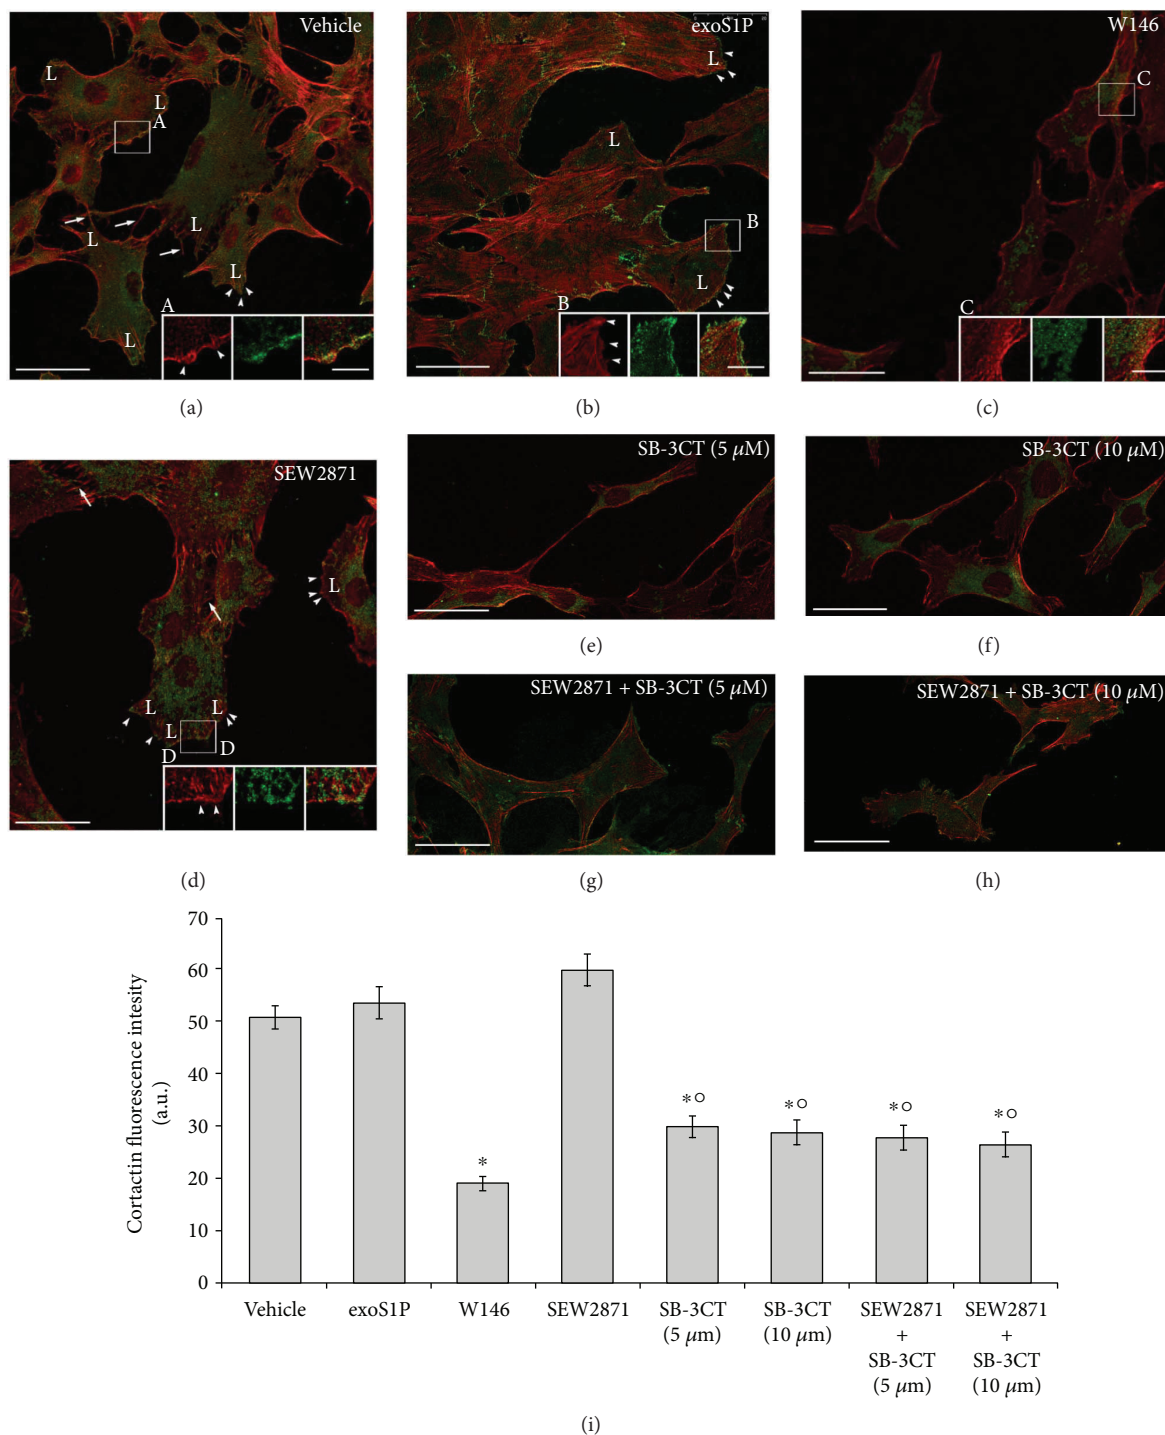 Vehicle
L
L
A
L
L
L
L
A
(a)
exoS1P
L
L
B
L
B
(b)
W146
C
C
(c)
SEW2871
L
L
L
L
D
D
(d)
SB-3CT (5 μM)
(e)
SB-3CT (10 μM)
(f)
SEW2871 + SB-3CT (5 μM)
(g)
SEW2871 + SB-3CT (10 μM)
(h)
Cortactin fluorescence intesity
(a.u.)
70
60
50
40
30
20
10
0
*
*○
*○
*○
*○
Vehicle
exoS1P
W146
SEW2871
SB-3CT
(5 μm)
SB-3CT
(10 μm)
SEW2871
+
SB-3CT
(5 μm)
SEW2871
+
SB-3CT
(10 μm)
(i)